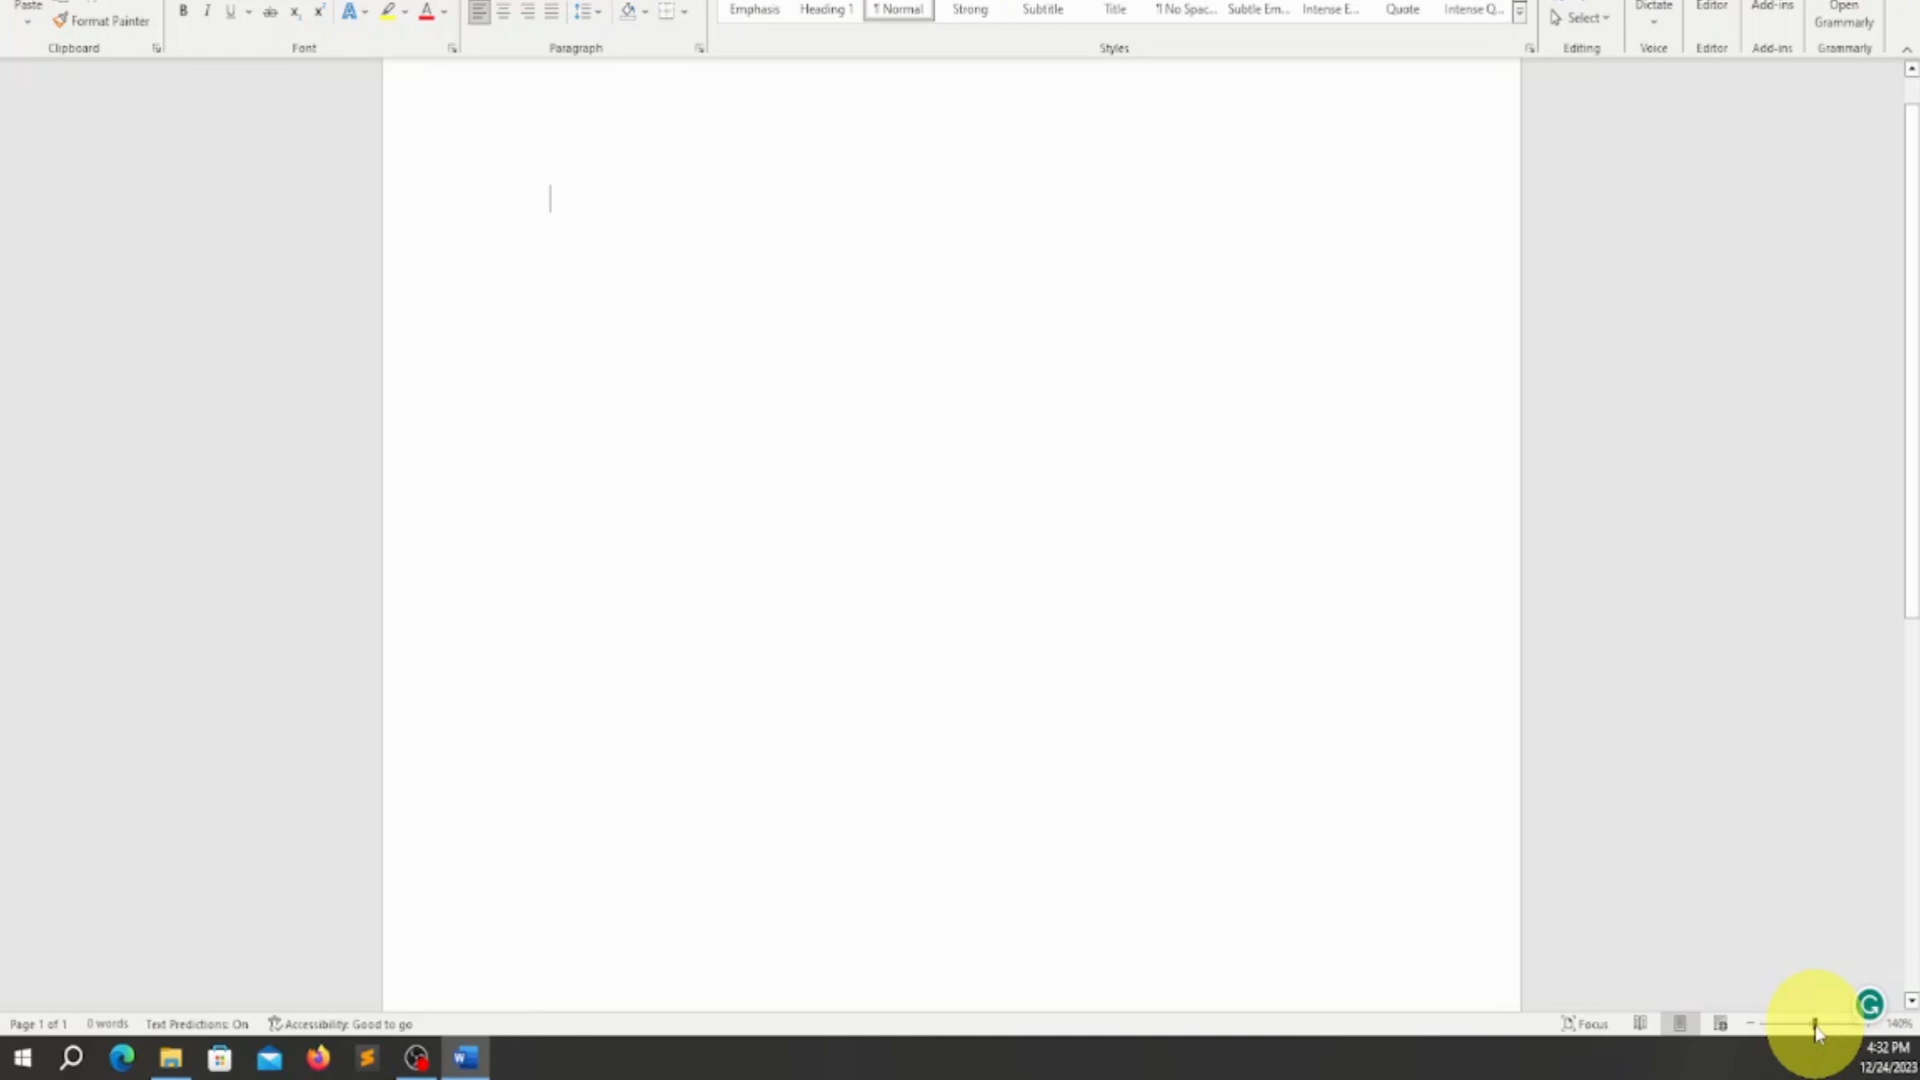 Paste
Format Painter
B I U ab x x A A
Emphasis Heading 1 ¶ Normal Strong Subtitle Title ¶ No Spac... Subtle Em... Intense E... Quote Intense Q...
Select
Dictate
Editor
Add-ins
Open
Grammarly
Clipboard Font Paragraph Styles Editing Voice Editor Add-ins Grammarly
Page 1 of 1 0 words Text Predictions: On Accessibility: Good to go Focus 140%
G
W
4:32 PM
12/24/2023